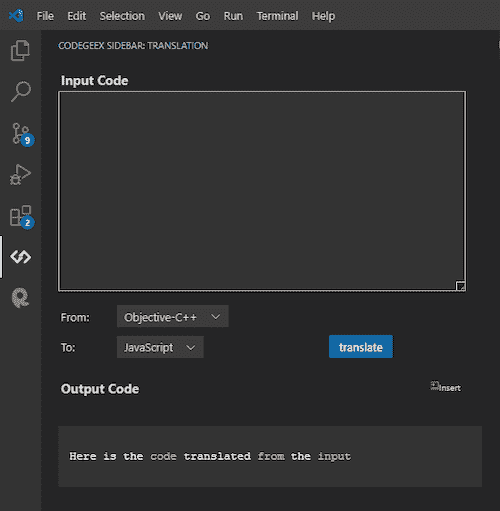 File Edit Selection View Go Run Terminal Help
CODEGEEX SIDEBAR: TRANSLATION
Input Code
9
2
From: Objective-C++
To: JavaScript translate
Output Code Insert
Here is the code translated from the input